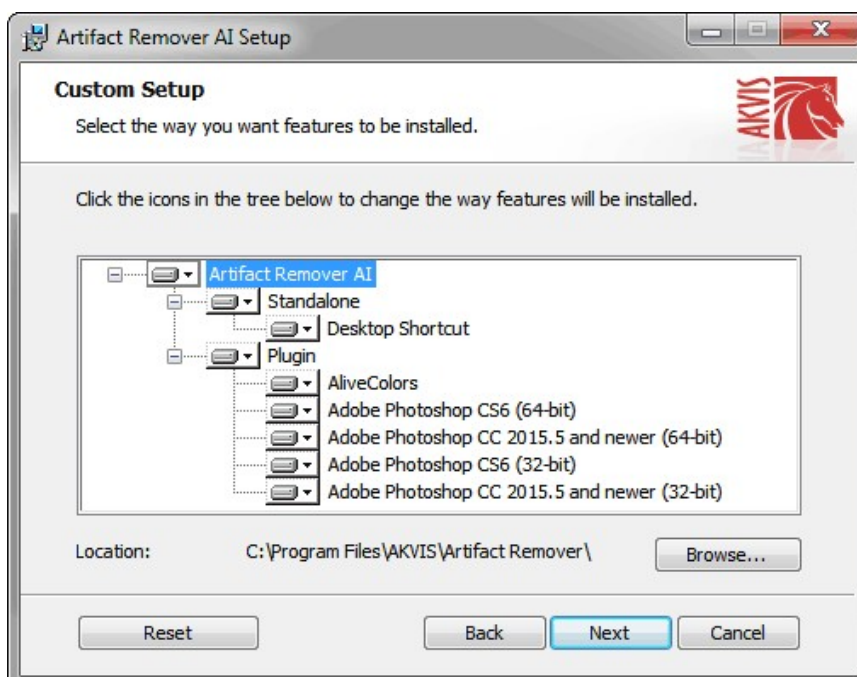 Artifact Remover AI Setup
Custom Setup
Select the way you want features to be installed.
AKVIS
Click the icons in the tree below to change the way features will be installed.
Artifact Remover AI
Standalone
Desktop Shortcut
Plugin
AliveColors
Adobe Photoshop CS6 (64-bit)
Adobe Photoshop CC 2015.5 and newer (64-bit)
Adobe Photoshop CS6 (32-bit)
Adobe Photoshop CC 2015.5 and newer (32-bit)
Location: C:\Program Files\AKVIS\Artifact Remover\ Browse...
Reset Back Next Cancel